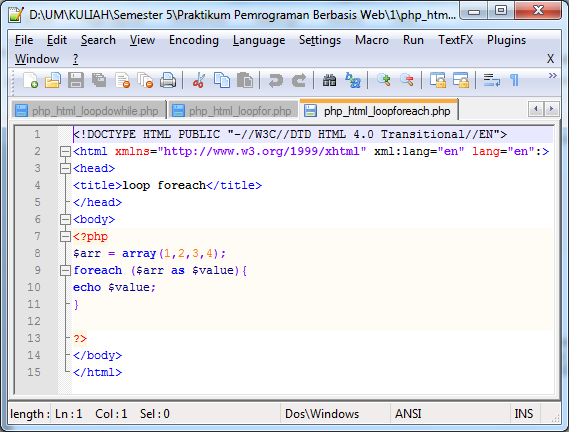 D:\UM\KULIAH\Semester 5\Praktikum Pemrograman Berbasis Web\1\php_htm...
File Edit Search View Encoding Language Settings Macro Run TextFX Plugins
Window ? X
php_html_loopdowhile.php php_html_loopfor.php php_html_loopforeach.php
1 <!DOCTYPE HTML PUBLIC "-//W3C//DTD HTML 4.0 Transitional//EN">
2 <html xmlns="http://www.w3.org/1999/xhtml" xml:lang="en" lang="en":>
3 <head>
4 <title>loop foreach</title>
5 </head>
6 <body>
7 <?php
8 $arr = array(1,2,3,4);
9 foreach ($arr as $value){
10 echo $value;
11 }
12
13 ?>
14 </body>
15 </html>
length: Ln:1 Col:1 Sel:0 Dos\Windows ANSI INS